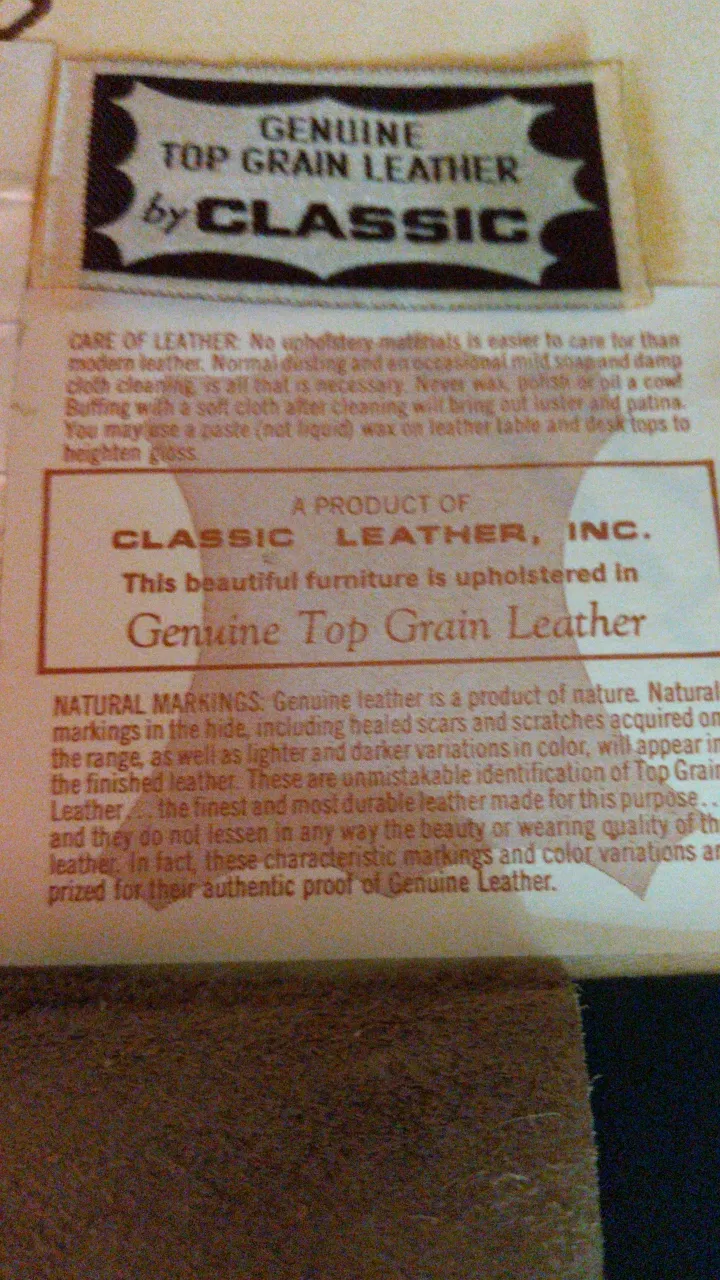 GENUINE
TOP GRAIN LEATHER
by CLASSIC
CARE OF LEATHER: No upholstery materials is easier to care for than
modern leather. Normal dusting and an occasional mild soap and damp
cloth cleaning, is all that is necessary. Never wax, polish or oil a cow!
Buffing with a soft cloth after cleaning will bring out luster and patina.
You may use a paste (not liquid) wax on leather table and desk tops to
heighten gloss.
A PRODUCT OF
CLASSIC LEATHER, INC.
This beautiful furniture is upholstered in
Genuine Top Grain Leather
NATURAL MARKINGS: Genuine leather is a product of nature. Natural
markings in the hide, including healed scars and scratches acquired on
the range, as well as lighter and darker variations in color, will appear in
the finished leather. These are unmistakable identification of Top Grain
Leather... the finest and most durable leather made for this purpose..
and they do not lessen in any way the beauty or wearing quality of th
leather. In fact, these characteristic markings and color variations ar
prized for their authentic proof of Genuine Leather.